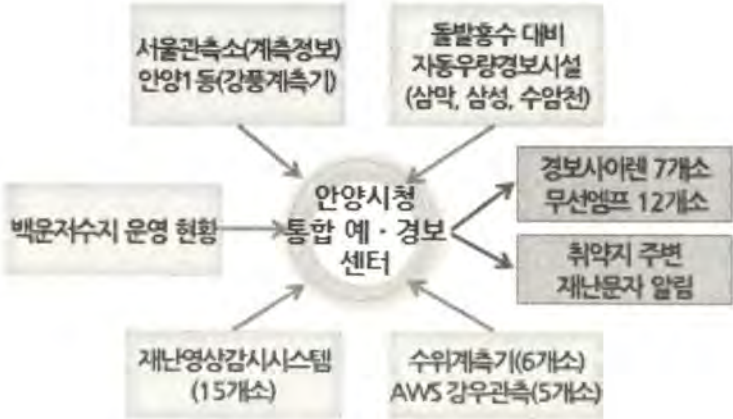 서울관측소(계측정보)
안양1 등(강풍계측기)
돌발홍수 대비
자동우량경보시설
(삼막, 삼성, 수암천)
백운저수지 운영 현황
안양시청
통합 예·경보
센터
경보사이렌 7개소
무선엠프 12개소
취약지 주변
재난문자 알림
재난영상감시시스템
(15개소)
수위계측기(6개소)
AWS 강우관측(5개소)